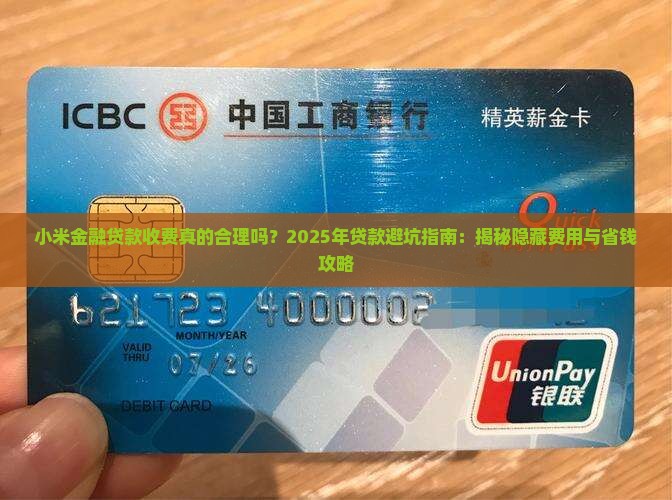 ICBC 中国工商银行 精英薪金卡
Quick
小米金融贷款收费真的合理吗？2025年贷款避坑指南：揭秘隐藏费用与省钱
攻略
621723 4000002
MONTH/YEAR
VALID
THRU
07/26
DEBIT CARD
UnionPay
银联